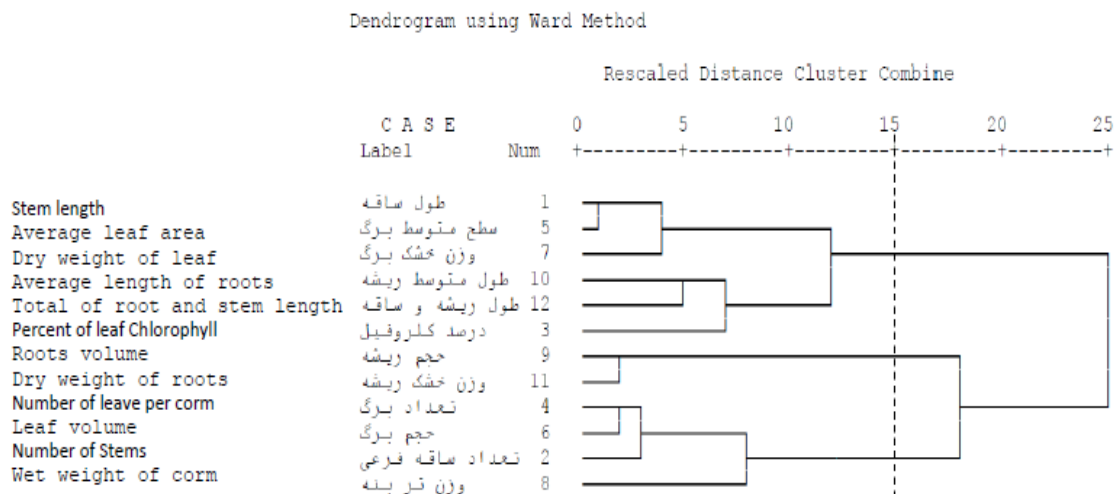 Dendrogram using Ward Method
Rescaled Distance Cluster Combine
C A S E 0 5 10 15 20 25
Label Num +---------+---------+---------+---------+---------+
Stem length طول ساقه 1
Average leaf area سطح متوسط برگ 5
Dry weight of leaf وزن خشک برگ 7
Average length of roots طول متوسط ریشه 10
Total of root and stem length طول ریشه و ساقه 12
Percent of leaf Chlorophyll درصد کلروفیل 3
Roots volume حجم ریشه 9
Dry weight of roots وزن خشک ریشه 11
Number of leave per corm تعداد برگ 4
Leaf volume حجم برگ 6
Number of Stems تعداد ساقه فرعی 2
Wet weight of corm وزن تر بنه 8